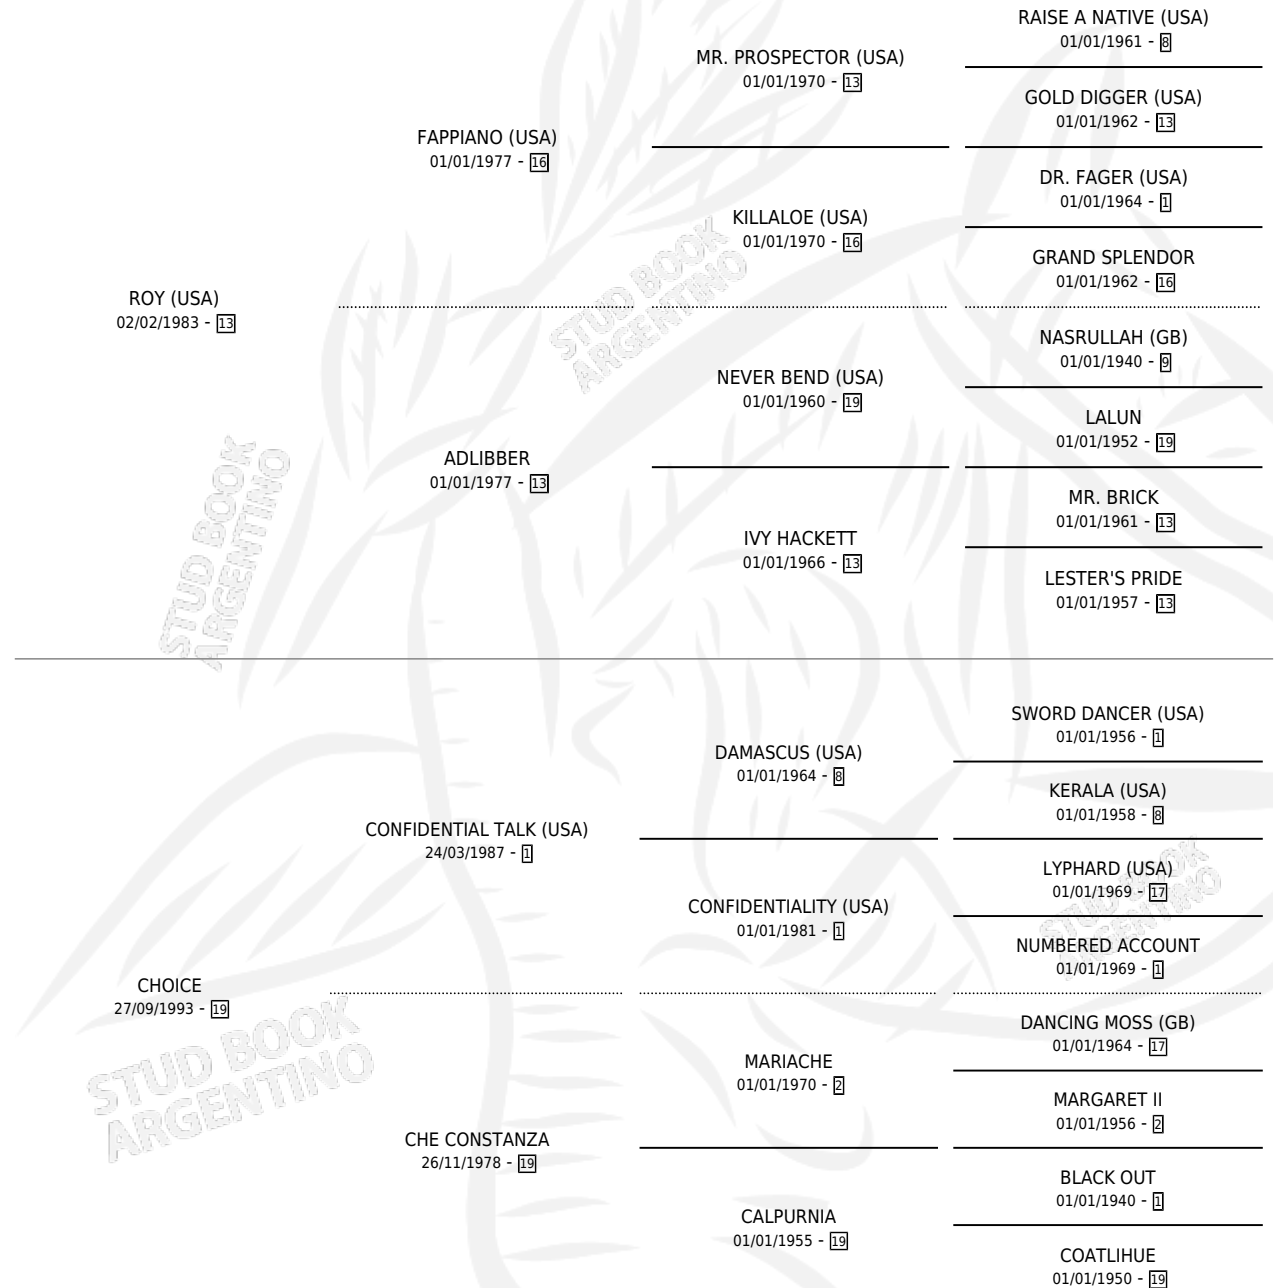 RAISE A NATIVE (USA)
01/01/1961 - 8
MR. PROSPECTOR (USA)
01/01/1970 - 13
GOLD DIGGER (USA)
01/01/1962 - 13
FAPPIANO (USA)
01/01/1977 - 16
DR. FAGER (USA)
01/01/1964 - 1
KILLALOE (USA)
01/01/1970 - 16
GRAND SPLENDOR
01/01/1962 - 16
ROY (USA)
02/02/1983 - 13
NASRULLAH (GB)
01/01/1940 - 9
NEVER BEND (USA)
01/01/1960 - 19
LALUN
01/01/1952 - 19
ADLIBBER
01/01/1977 - 13
MR. BRICK
01/01/1961 - 13
IVY HACKETT
01/01/1966 - 13
LESTER'S PRIDE
01/01/1957 - 13
SWORD DANCER (USA)
01/01/1956 - 1
DAMASCUS (USA)
01/01/1964 - 8
KERALA (USA)
01/01/1958 - 8
CONFIDENTIAL TALK (USA)
24/03/1987 - 1
LYPHARD (USA)
01/01/1969 - 17
CONFIDENTIALITY (USA)
01/01/1981 - 1
NUMBERED ACCOUNT
01/01/1969 - 1
CHOICE
27/09/1993 - 19
DANCING MOSS (GB)
01/01/1964 - 17
MARIACHE
01/01/1970 - 2
MARGARET II
01/01/1956 - 2
CHE CONSTANZA
26/11/1978 - 19
BLACK OUT
01/01/1940 - 1
CALPURNIA
01/01/1955 - 19
COATLIHUE
01/01/1950 - 19
STUD BOOK
ARGENTINO
STUD BOOK
ARGENTINO
STUD BOOK
ARGENTINO
STUD BOOK
ARGENTINO